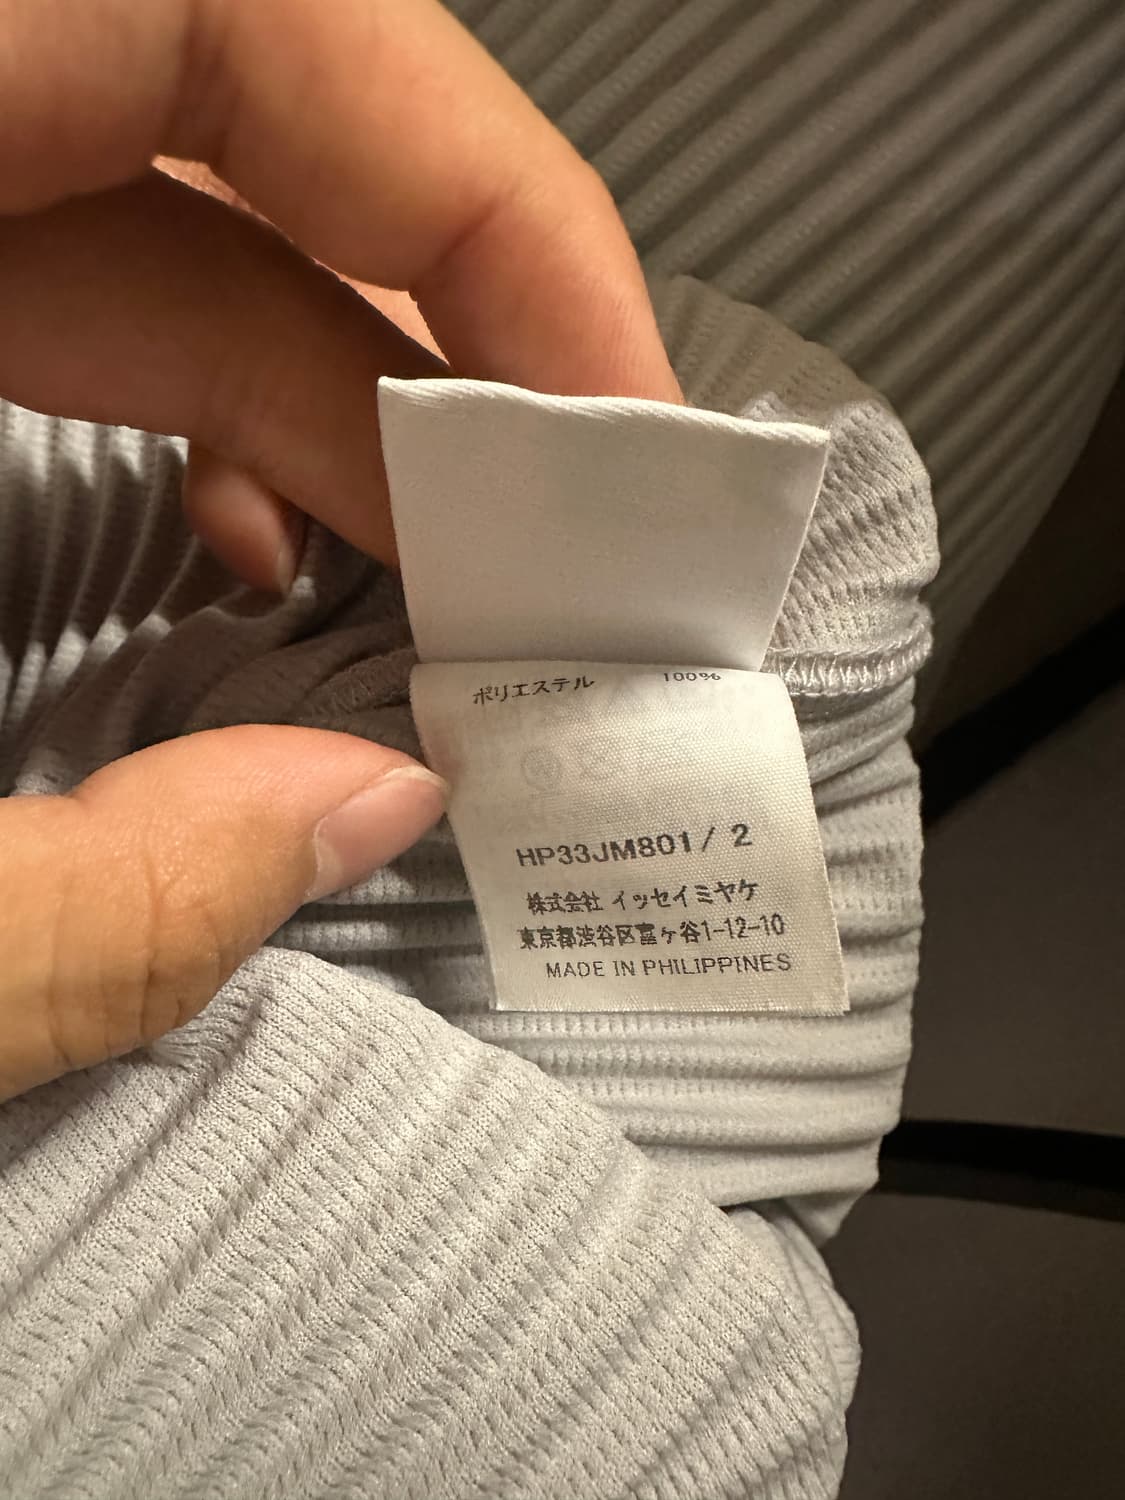 ポリエステル 100%
HP33JM801/ 2
株式会社 イッセイミヤケ
東京都渋谷区富ヶ谷1-12-10
MADE IN PHILIPPINES